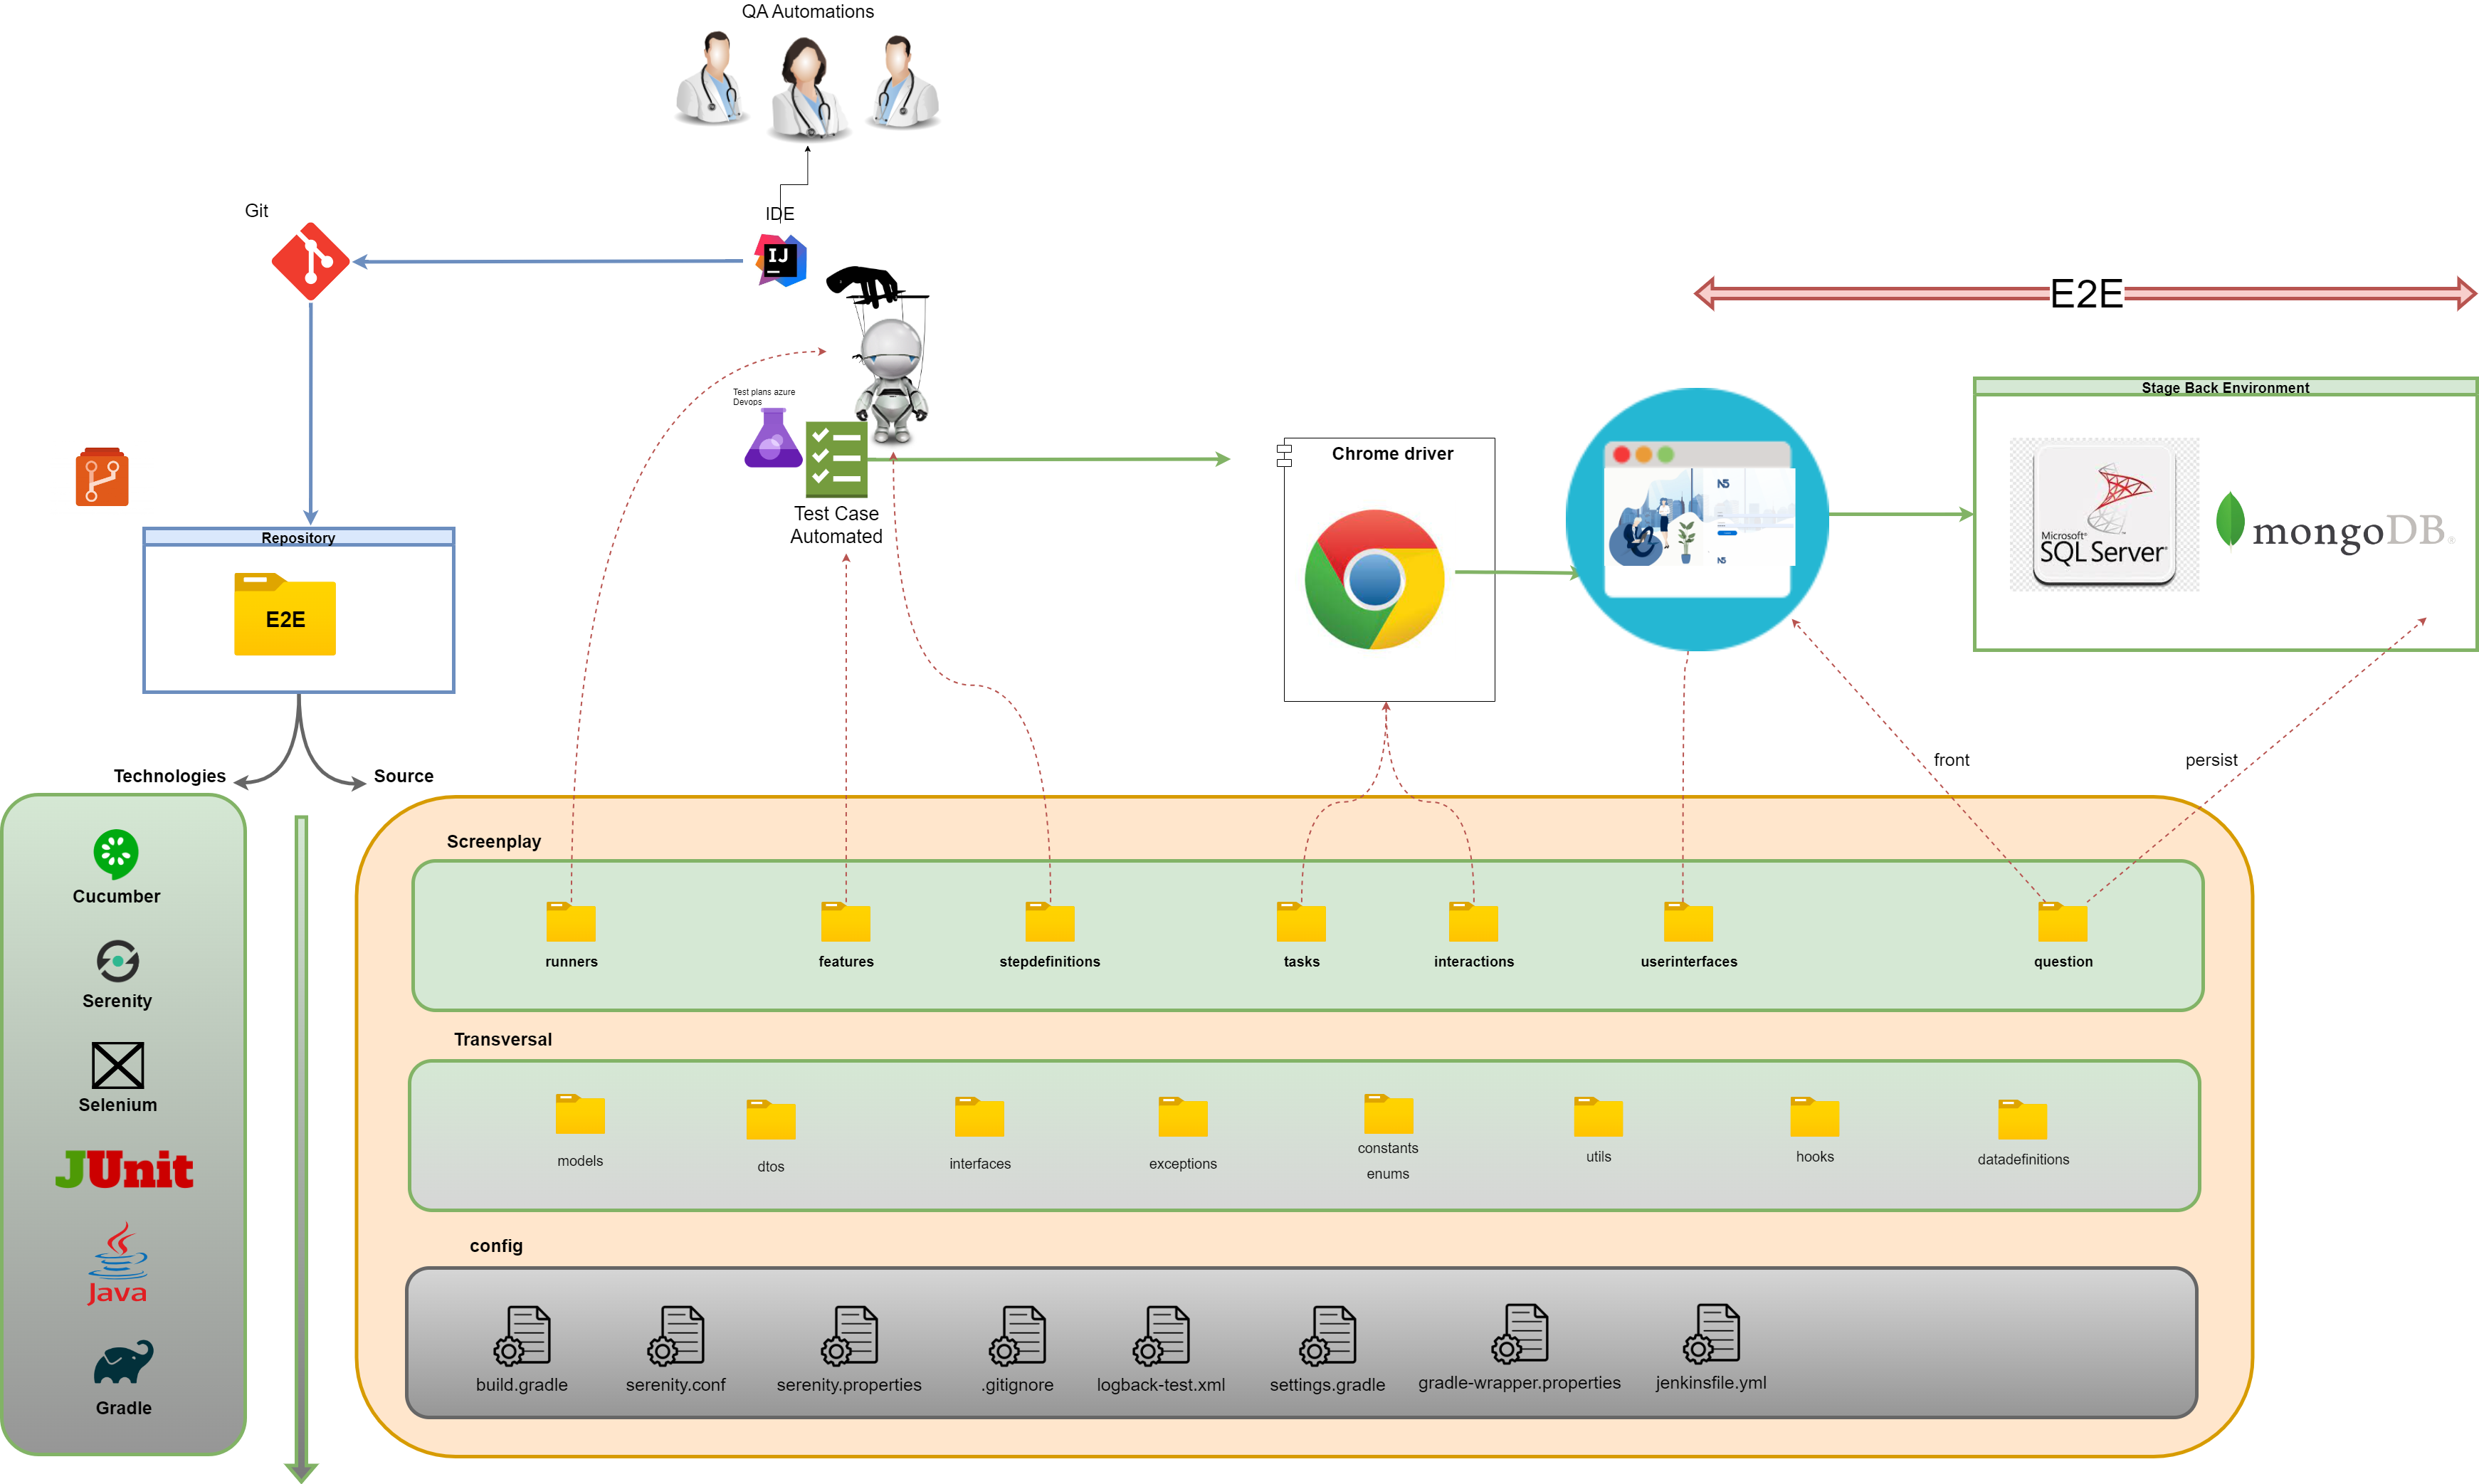 QA Automations
Git
IDE
IJ
E2E
Test plans azure
Devops
Stage Back Environment
Chrome driver
N5
N5
Microsoft®
SQL Server®
mongoDB®
Test Case
Automated
Repository
E2E
front
persist
Technologies
Source
Screenplay
Cucumber
runners
features
stepdefinitions
tasks
interactions
userinterfaces
question
Serenity
Transversal
Selenium
models
dtos
interfaces
exceptions
constants
enums
utils
hooks
datadefinitions
JUnit
config
Java
build.gradle
serenity.conf
serenity.properties
.gitignore
logback-test.xml
settings.gradle
gradle-wrapper.properties
jenkinsfile.yml
Gradle